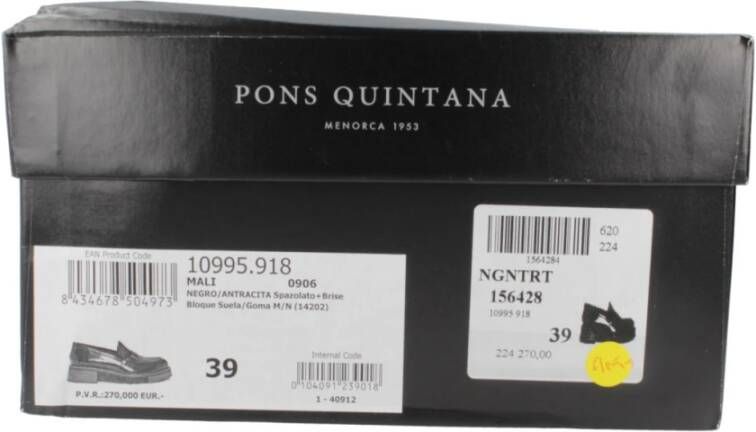 PONS QUINTANA
MENORCA 1953
EAN Product Code
8 434678 504973
10995.918
MALI 0906
NEGRO/ANTRACITA Spazolato+Brise
Bloque Suela/Goma M/N (14202)
39
Internal Code
0104091239018
P.V.R.:270,000 EUR.-
1 - 40912
620
224
1564284
NGNTRT
156428
10995 918
39
224 270,00